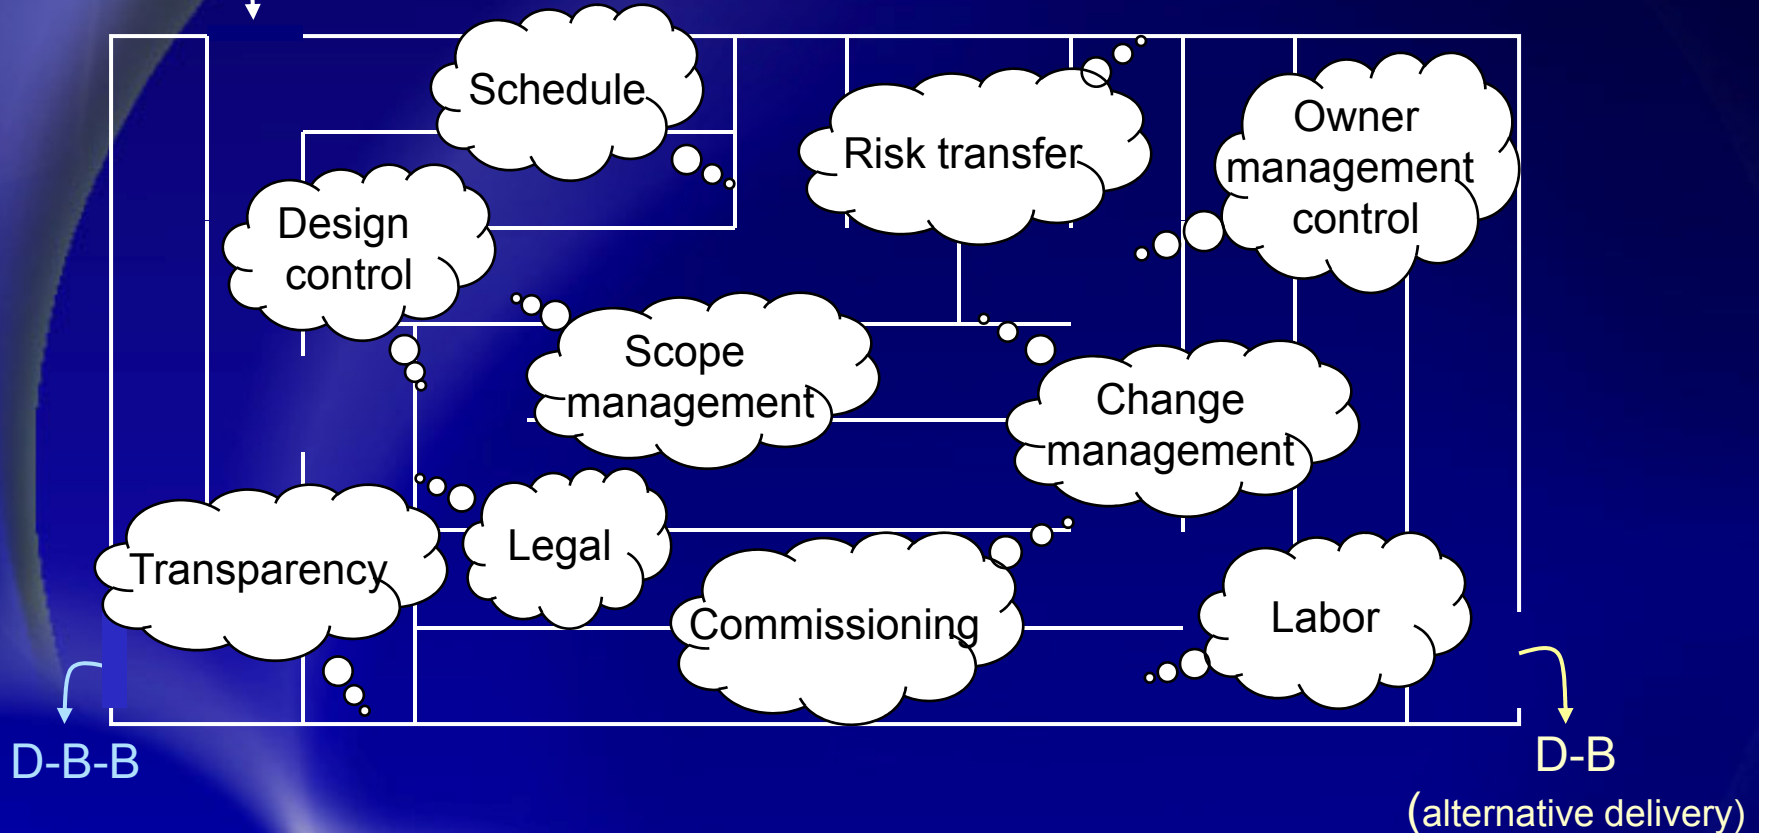 Schedule
Risk transfer
Owner
management
control
Design
control
Scope
management
Change
management
Transparency
Legal
Commissioning
Labor
D-B-B
D-B
(alternative delivery)